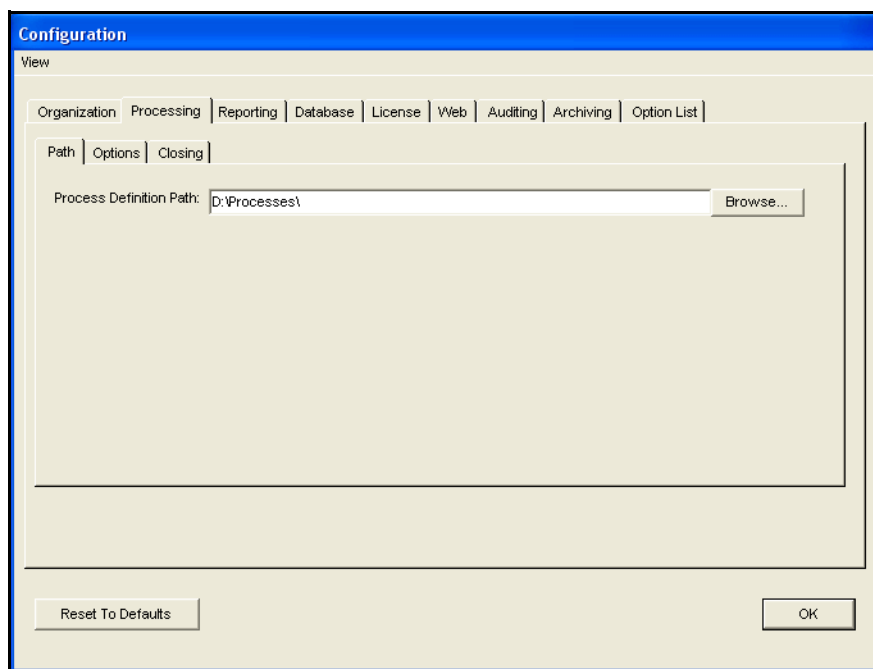 Configuration
View
Organization Processing Reporting Database License Web Auditing Archiving Option List
Path Options Closing
Process Definition Path: D:\Processes\ Browse...
Reset To Defaults OK